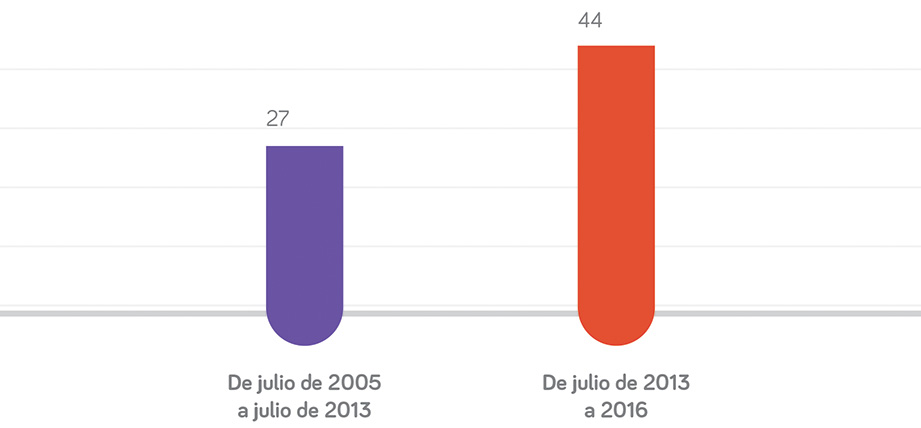 44
27
De julio de 2005
a julio de 2013
De julio de 2013
a 2016